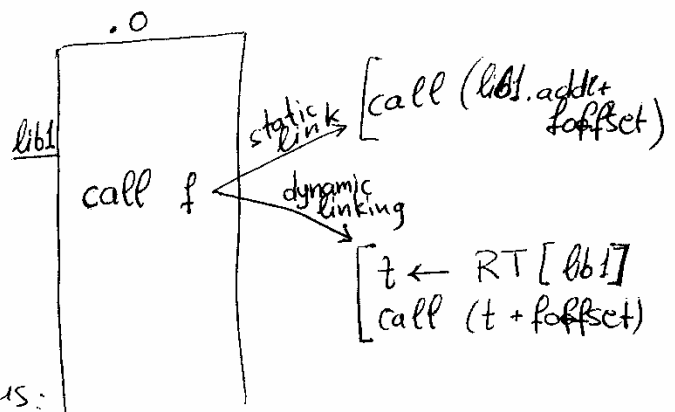 .o
lib1
call f
static
link
[call (lib1.addr+
foffset)
dynamic
linking
[t ← RT [lib1]
call (t + foffset)